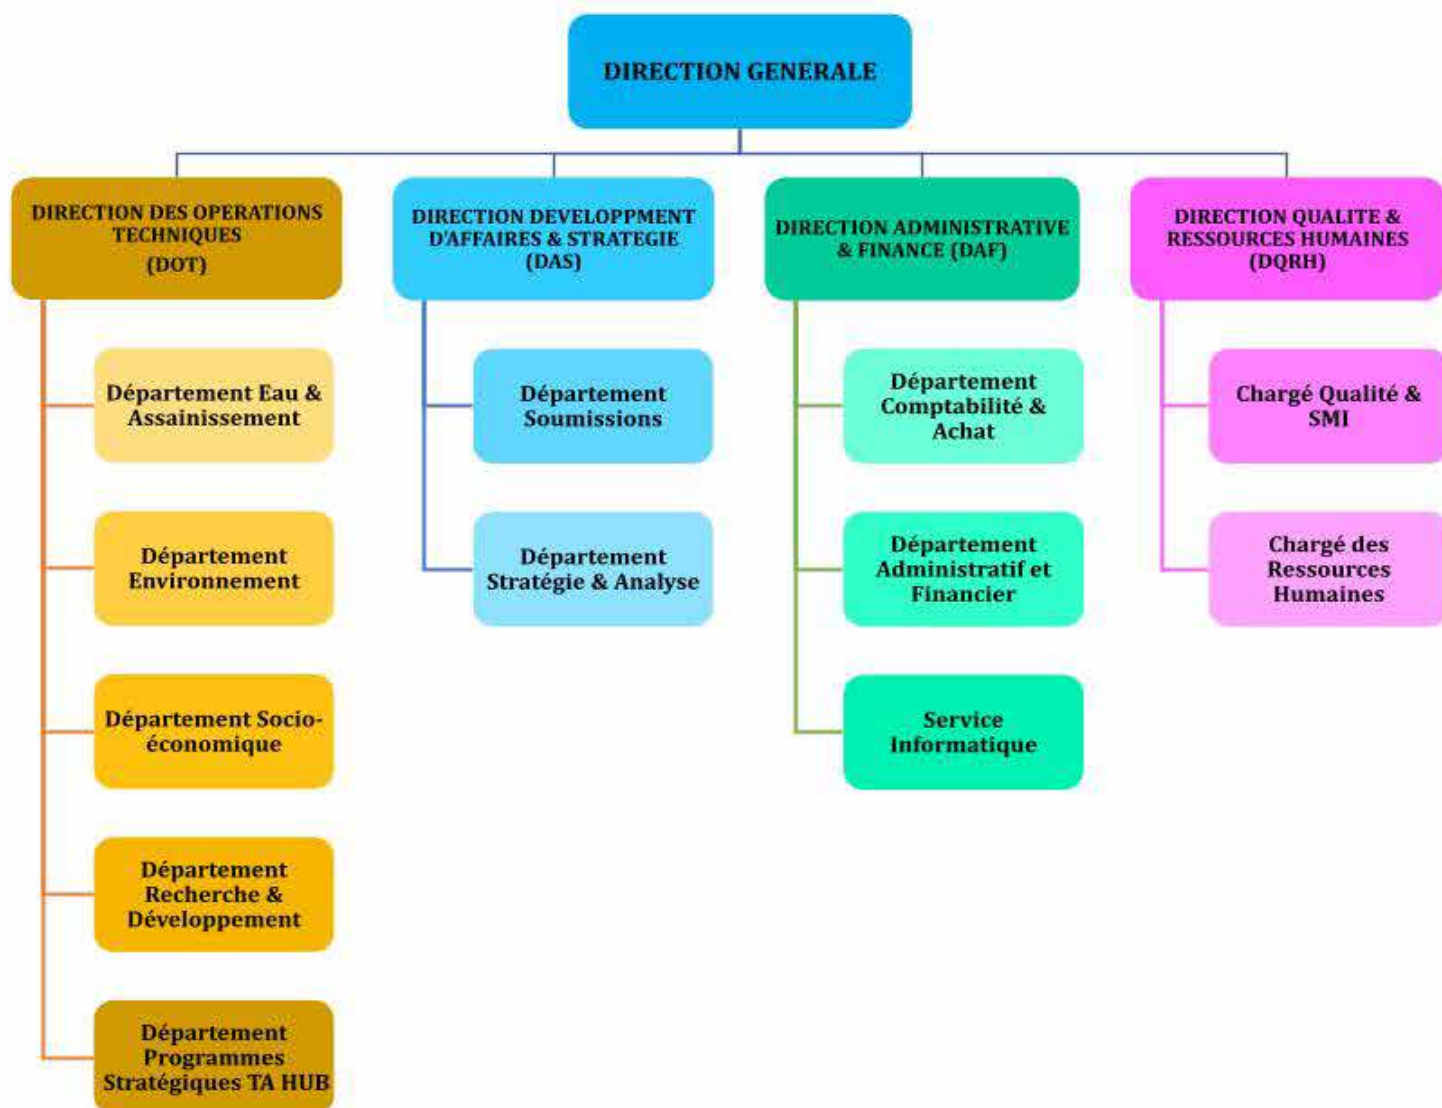 DIRECTION GENERALE
DIRECTION DES OPERATIONS
TECHNIQUES
(DOT)
Département Eau &
Assainissement
Département
Environnement
Département Socio-
économique
Département
Recherche &
Développement
Département
Programmes
Stratégiques TA HUB
DIRECTION DEVELOPPMENT
D'AFFAIRES & STRATEGIE
(DAS)
Département
Soumissions
Département
Stratégie & Analyse
DIRECTION ADMINISTRATIVE
& FINANCE (DAF)
Département
Comptabilité &
Achat
Département
Administratif et
Financier
Service
Informatique
DIRECTION QUALITE &
RESSOURCES HUMAINES
(DQRH)
Chargé Qualité &
SMI
Chargé des
Ressources
Humaines